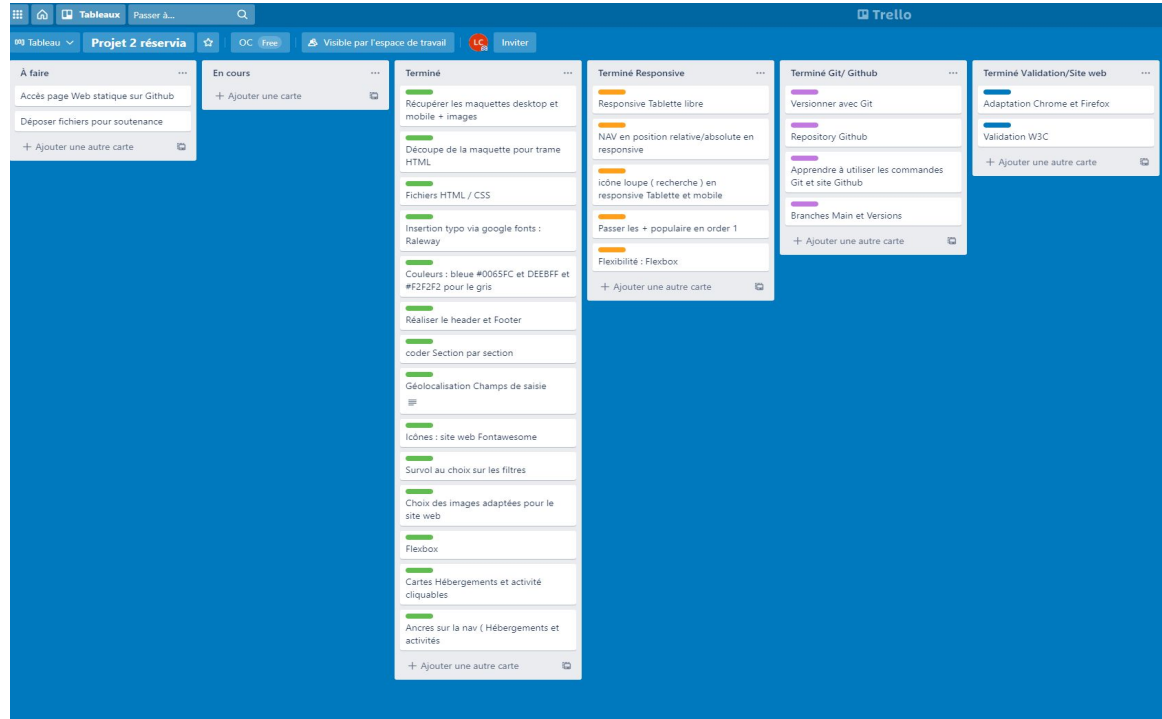 Tableaux
Passer à...
Trello
Tableau
Projet 2 réservia
OC Free
Visible par l'espace de travail
LC
Inviter
À faire
Accès page Web statique sur Github
Déposer fichiers pour soutenance
+ Ajouter une autre carte
En cours
+ Ajouter une carte
Terminé
Récupérer les maquettes desktop et
mobile + images
Découpe de la maquette pour trame
HTML
Fichiers HTML / CSS
Insertion typo via google fonts :
Raleway
Couleurs : bleue #0065FC et DEEBFF et
#F2F2F2 pour le gris
Réaliser le header et Footer
coder Section par section
Géolocalisation Champs de saisie
Icônes : site web Fontawesome
Survol au choix sur les filtres
Choix des images adaptées pour le
site web
Flexbox
Cartes Hébergements et activité
cliquables
Ancres sur la nav ( Hébergements et
activités
+ Ajouter une autre carte
Terminé Responsive
Responsive Tablette libre
NAV en position relative/absolute en
responsive
icône loupe ( recherche ) en
responsive Tablette et mobile
Passer les + populaire en order 1
Flexibilité : Flexbox
+ Ajouter une autre carte
Terminé Git/ Github
Versionner avec Git
Repository Github
Apprendre à utiliser les commandes
Git et site Github
Branches Main et Versions
+ Ajouter une autre carte
Terminé Validation/Site web
Adaptation Chrome et Firefox
Validation W3C
+ Ajouter une autre carte